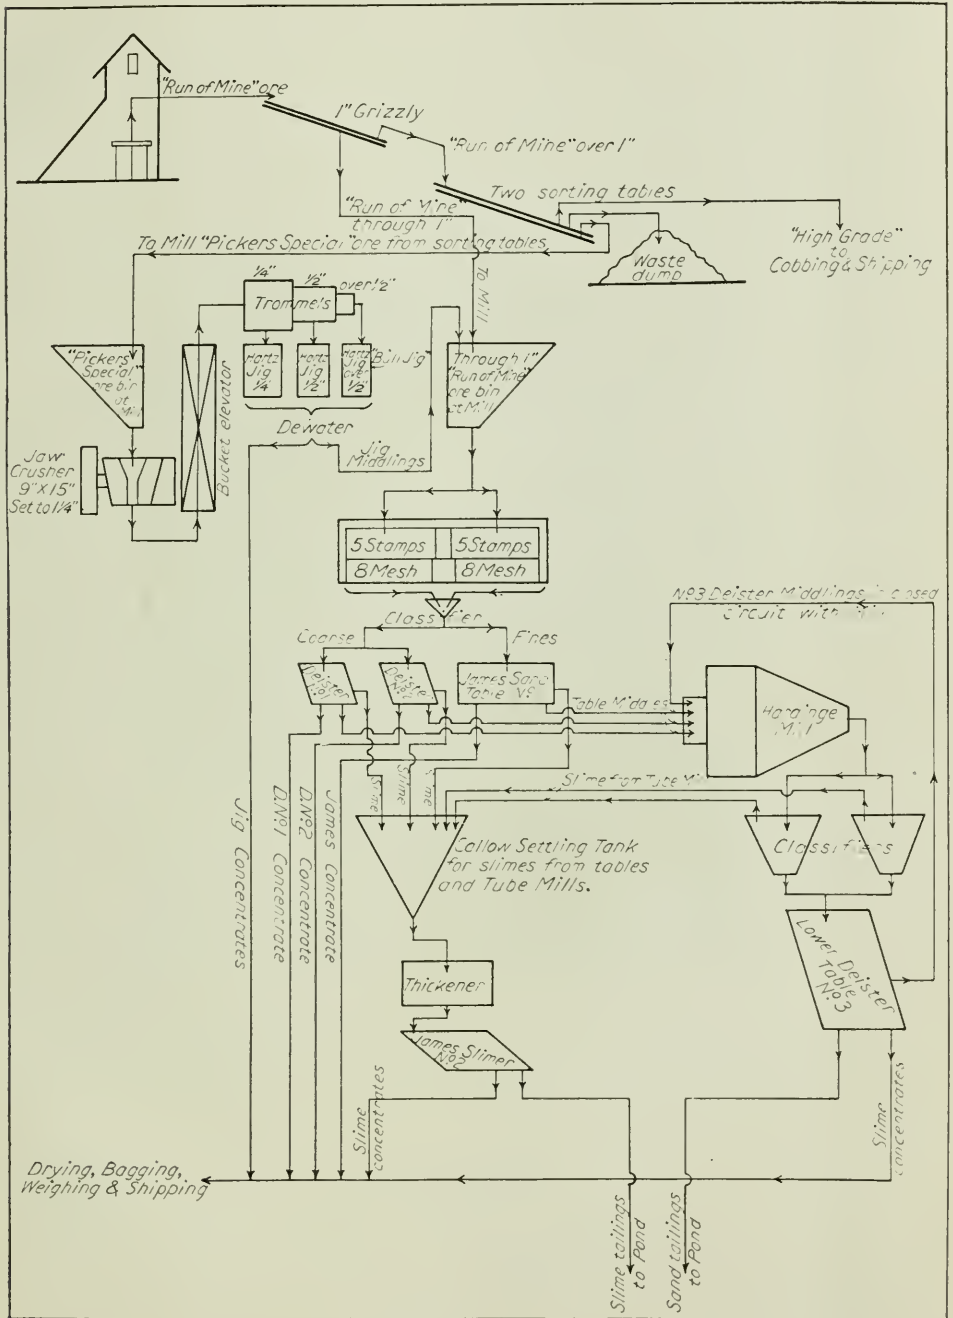 "Run of Mine" ore
1" Grizzly
"Run of Mine" over 1"
Two sorting tables
"Run of Mine"
through 1"
"High Grade"
to
Cobbing & Shipping
Waste
dump
To Mill "Pickers Special" ore from sorting tables
To Mill
1/4"
1/2"
over 1/2"
Trommels
"Pickers
Special"
ore bin
at
Mill
Bucket elevator
Hartz
Jig
1/4"
Hartz
Jig
1/2"
Hartz
Jig
over
1/2"
"Bull Jig"
Through 1"
"Run of Mine"
ore bin
at Mill
Dewater
Jig
Middlings
Jaw
Crusher
9" X 15"
Set to 1 1/4"
5 Stamps
5 Stamps
8 Mesh
8 Mesh
Classifier
Coarse
Fines
No3 Deister Middlings
Circuit with
Deister
No1
Deister
No2
James Sand
Table
Table Middles
Hardinge
Mill
Slime
Slime
Slime
Slime from Tube
Callow Settling Tank
for slimes from tables
and Tube Mills.
Classifiers
Jig Concentrates
D.No1 Concentrate
D.No2 Concentrate
James Concentrate
Thickener
James Slimer
No2
Lower Deister
Table
No3
Slime
concentrates
Slime
concentrates
Drying, Bagging,
Weighing & Shipping
Slime tailings
to Pond
Sand tailings
to Pond